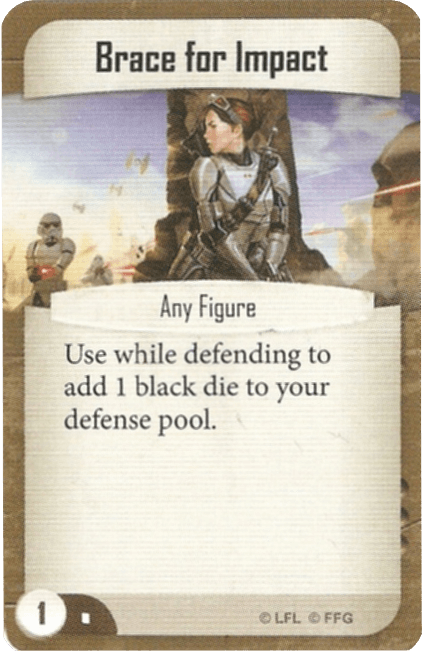 Brace for Impact
Any Figure
Use while defending to
add 1 black die to your
defense pool.
1
© LFL © FFG